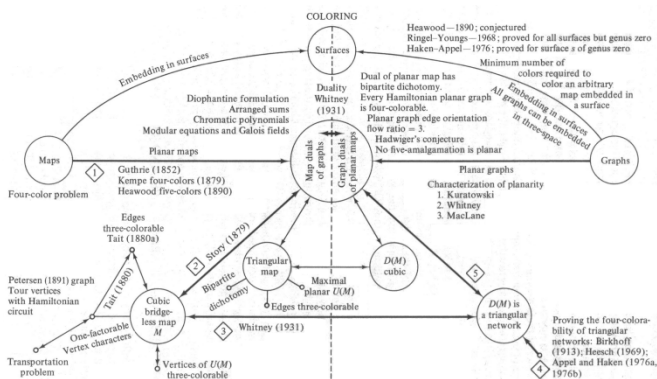 COLORING
Heawood—1890; conjectured
Ringel-Youngs—1968; proved for all surfaces but genus zero
Haken-Appel—1976; proved for surface s of genus zero
Surfaces
Embedding in surfaces
Minimum number of
colors required to
color an arbitrary
map embedded in
a surface
Embedding in surfaces
All graphs can be embedded
in three-space
Duality
Whitney
(1931)
Dual of planar map has
bipartite dichotomy.
Every Hamiltonian planar graph
is four-colorable.
Planar graph edge orientation
flow ratio = 3.
Hadwiger's conjecture
No five-amalgamation is planar
Diophantine formulation
Arranged sums
Chromatic polynomials
Modular equations and Galois fields
Maps
Four-color problem
Planar maps
1
Guthrie (1852)
Kempe four-colors (1879)
Heawood five-colors (1890)
Map duals
of graphs
Graph duals
of planar maps
Graphs
Planar graphs
Characterization of planarity
1. Kuratowski
2. Whitney
3. MacLane
Edges
three-colorable
Tait (1880a)
2
Story (1879)
Triangular
map
D(M)
cubic
5
Petersen (1891) graph
Tour vertices
with Hamiltonian
circuit
Tait (1880)
Bipartite
dichotomy
Maximal
planar U(M)
Edges three-colorable
Cubic
bridge-
less map
M
One-factorable
Vertex characters
3
Whitney (1931)
D(M) is
a triangular
network
Proving the four-colora-
bility of triangular
networks: Birkhoff
(1913); Heesch (1969);
Appel and Haken (1976a,
1976b)
4
Transportation
problem
Vertices of U(M)
three-colorable